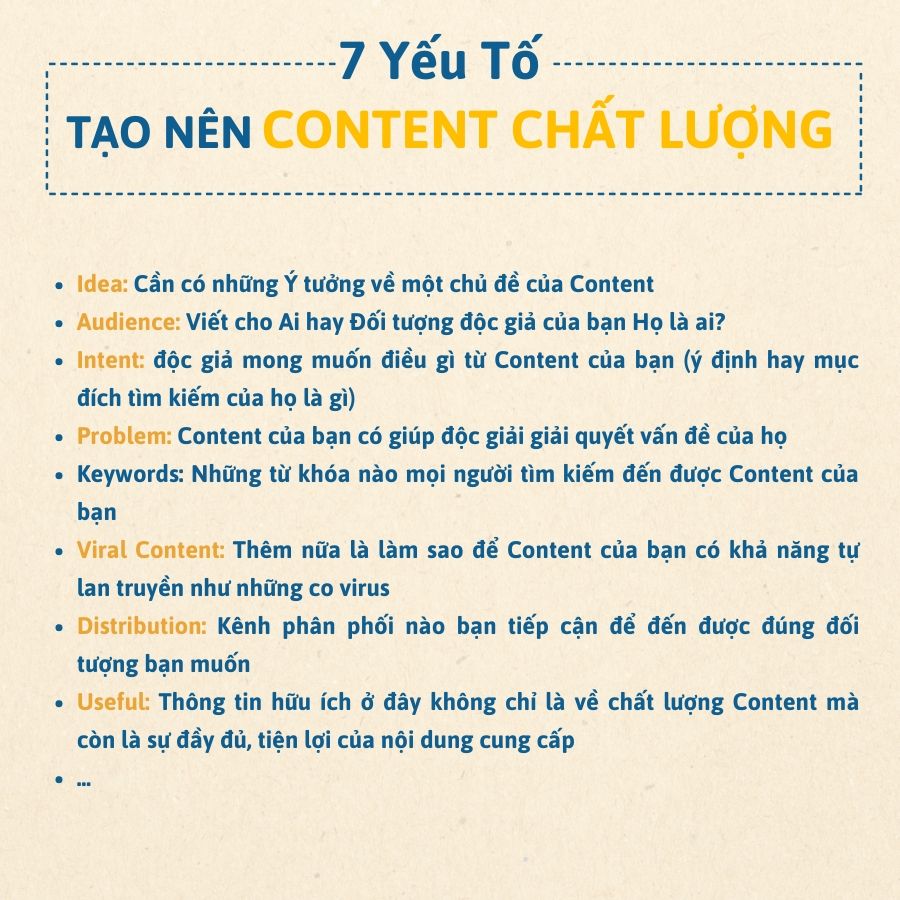 7 Yếu Tố
TẠO NÊN CONTENT CHẤT LƯỢNG
• Idea: Cần có những Ý tưởng về một chủ đề của Content
• Audience: Viết cho Ai hay Đối tượng độc giả của bạn Họ là ai?
• Intent: độc giả mong muốn điều gì từ Content của bạn (ý định hay mục
đích tìm kiếm của họ là gì)
• Problem: Content của bạn có giúp độc giải giải quyết vấn đề của họ
• Keywords: Những từ khóa nào mọi người tìm kiếm đến được Content của
bạn
• Viral Content: Thêm nữa là làm sao để Content của bạn có khả năng tự
lan truyền như những co virus
• Distribution: Kênh phân phối nào bạn tiếp cận để đến được đúng đối
tượng bạn muốn
• Useful: Thông tin hữu ích ở đây không chỉ là về chất lượng Content mà
còn là sự đầy đủ, tiện lợi của nội dung cung cấp
• ...